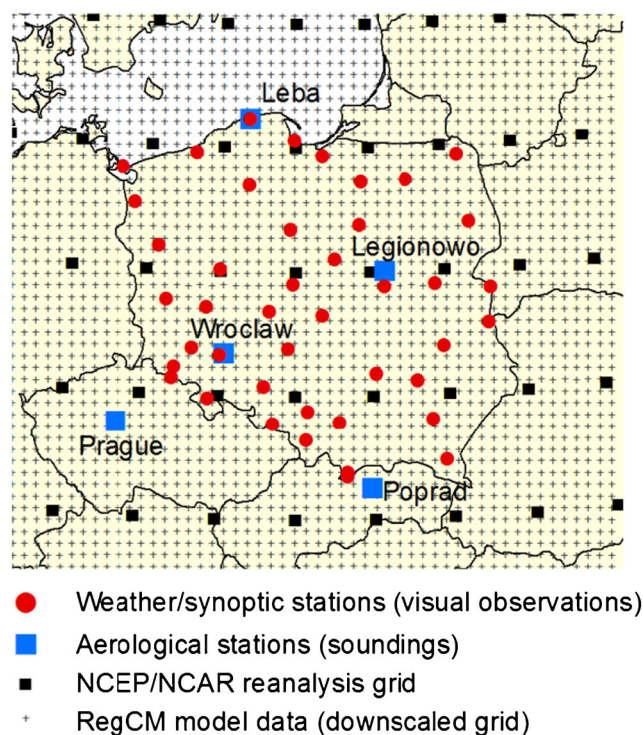 Leba
Legionowo
Wroclaw
Prague
Poprad
Weather/synoptic stations (visual observations)
Aerological stations (soundings)
NCEP/NCAR reanalysis grid
RegCM model data (downscaled grid)